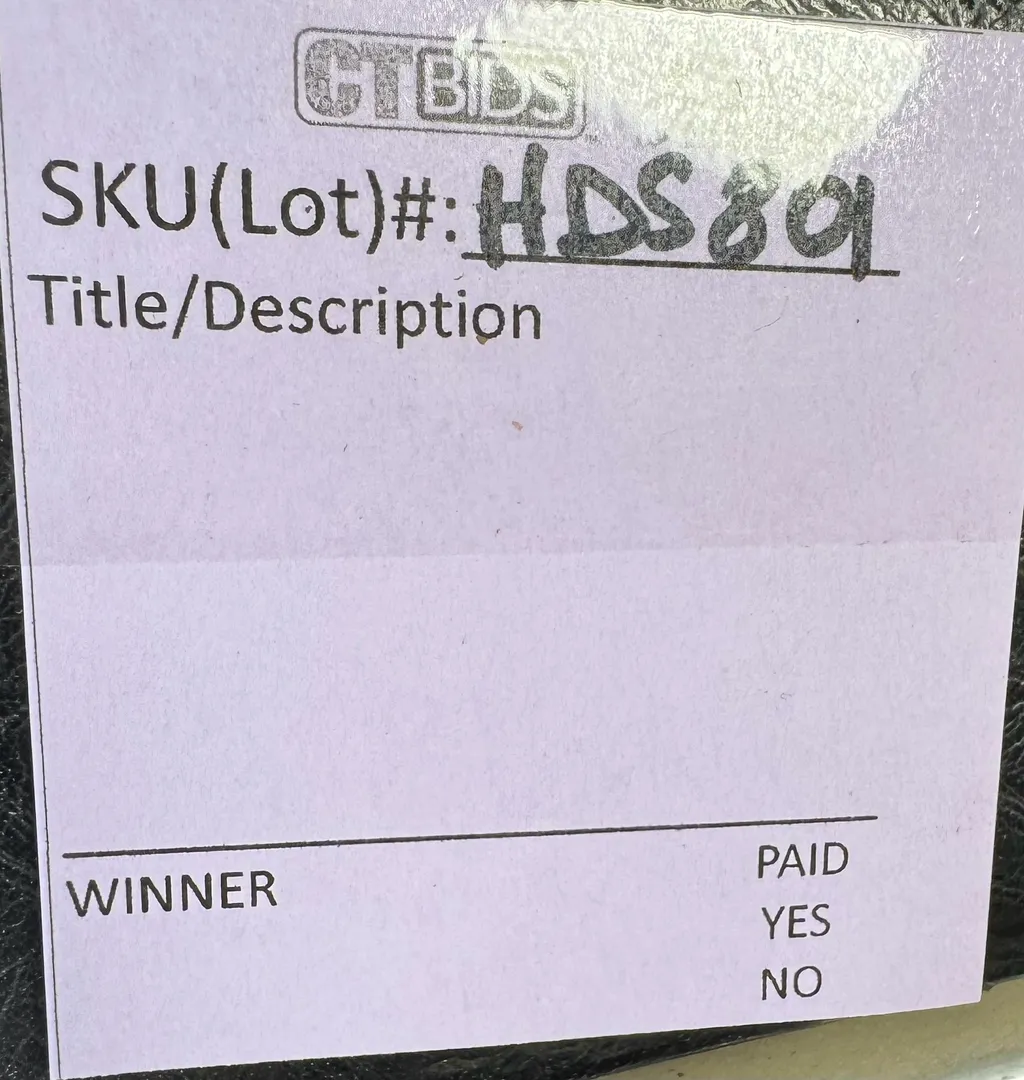 CTBIDS
SKU(Lot)#: HDS801
Title/Description
WINNER
PAID
YES
NO